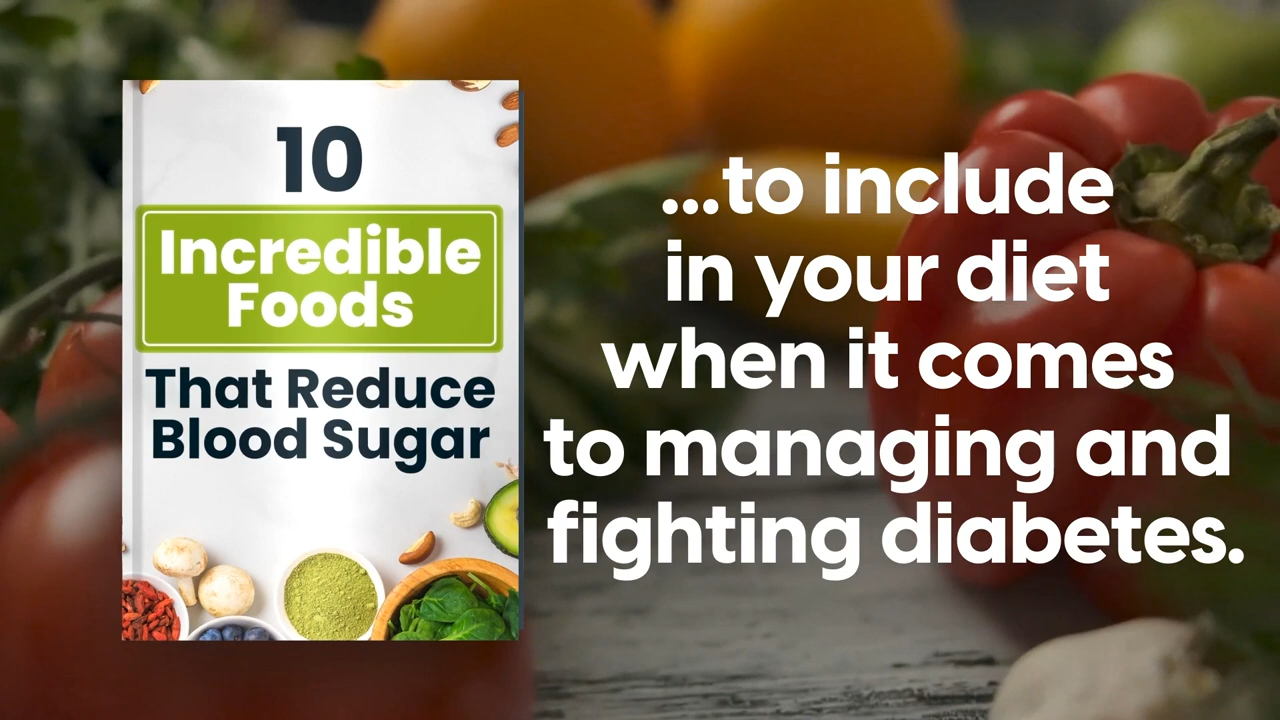 10
Incredible
Foods
That Reduce
Blood Sugar
...to include
in your diet
when it comes
to managing and
fighting diabetes.